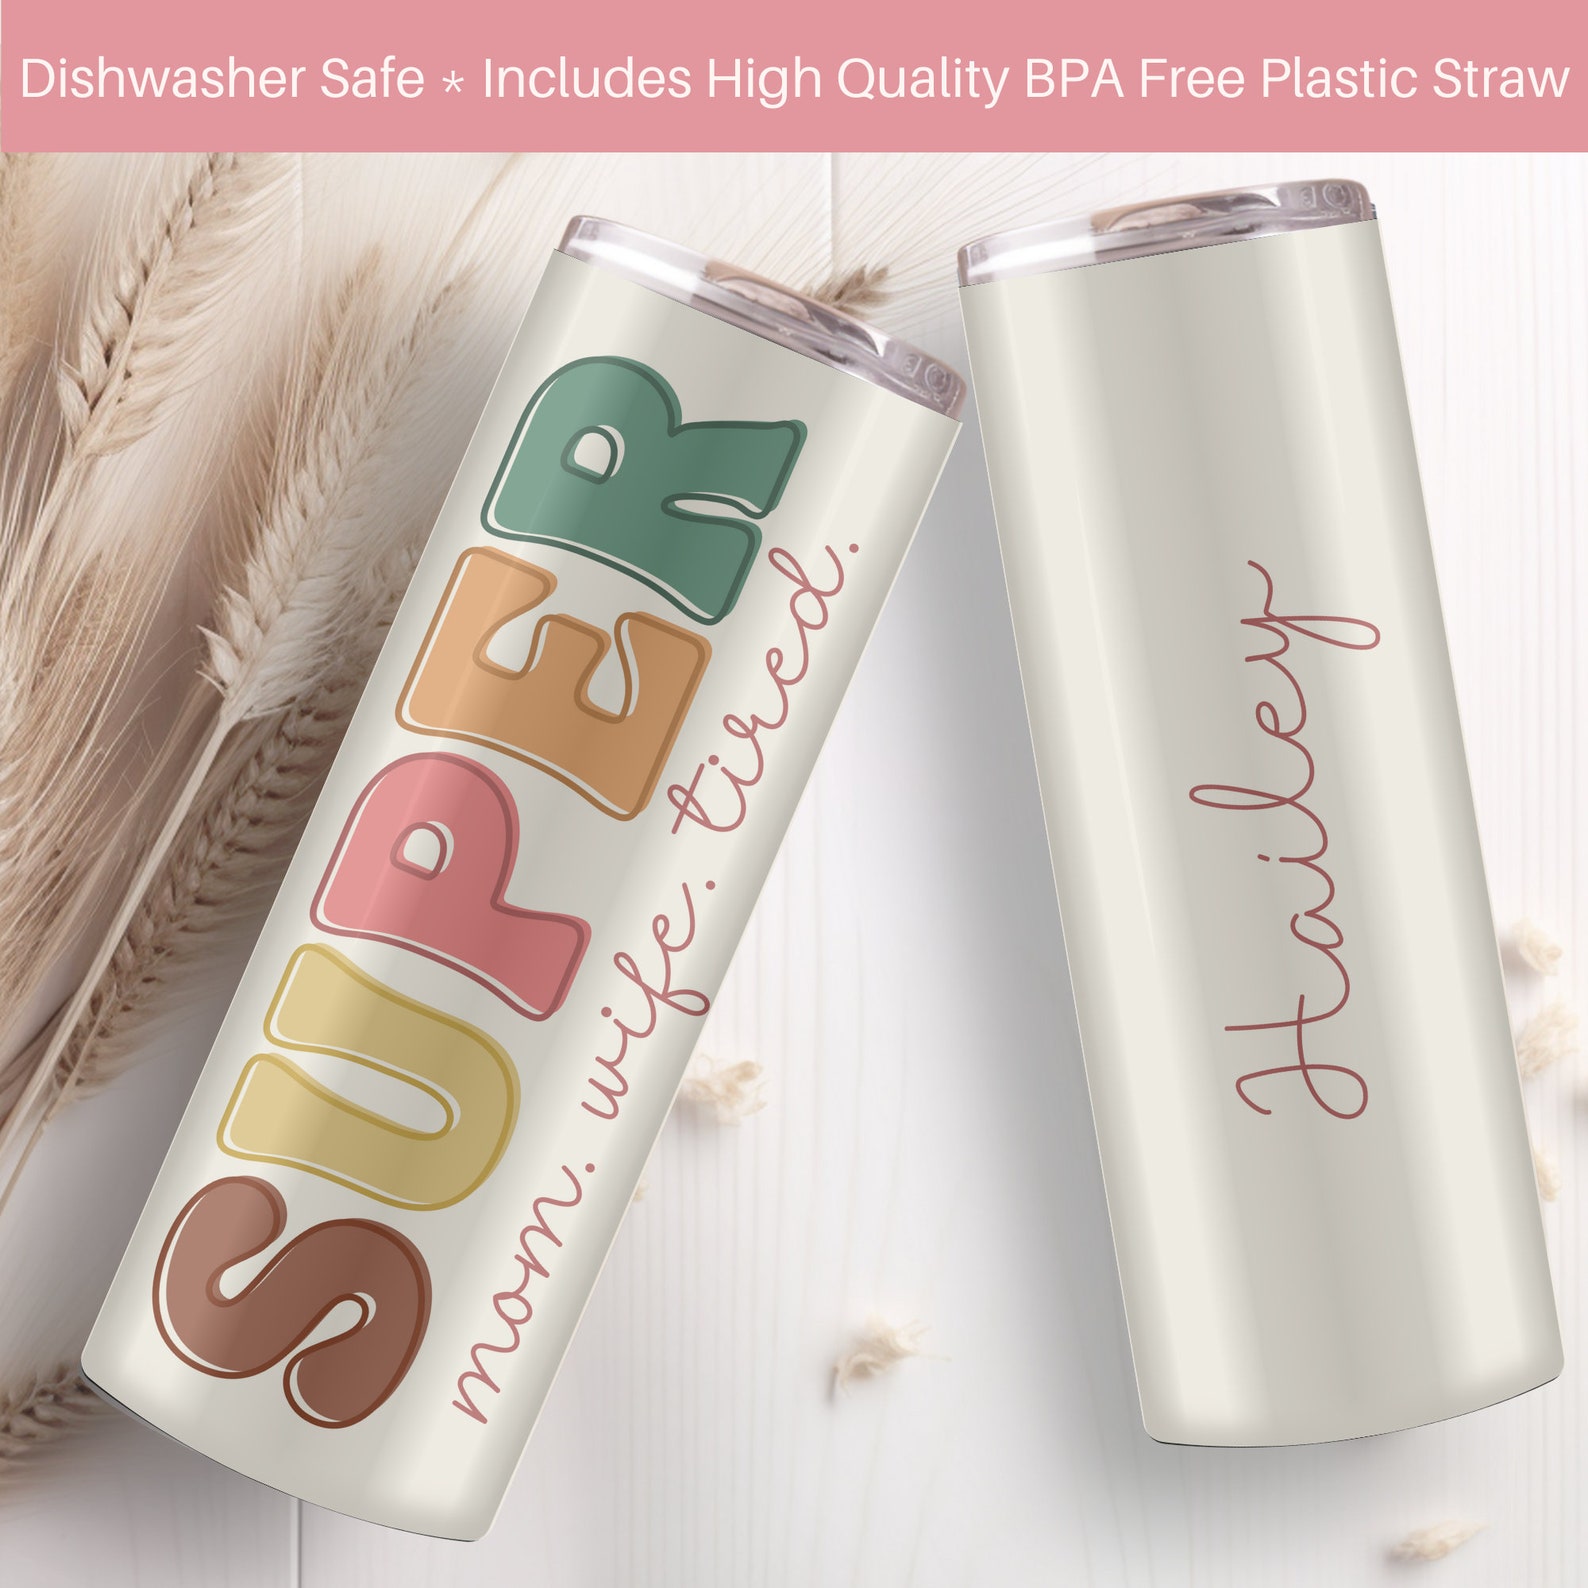 Dishwasher Safe * Includes High Quality BPA Free Plastic Straw
SUPER
mom. wife. tired.
Hailey